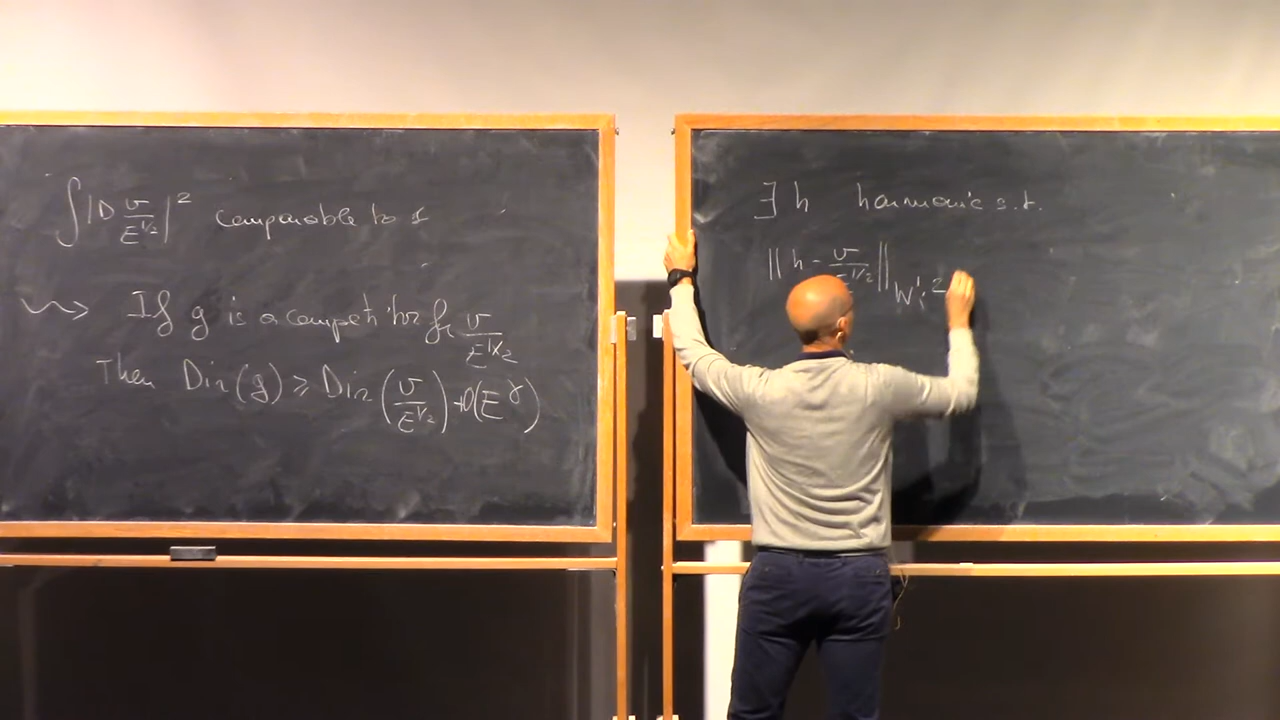 ∫|D v/E^{1/2}|² comparable to 1
⇝ If g is a competitor for v/E^{1/2}
Then Dir(g) ≥ Dir(v/E^{1/2}) + O(E^γ)
∃ h harmonic s.t.
‖h - v/E^{1/2}‖_{W^{1,2}}